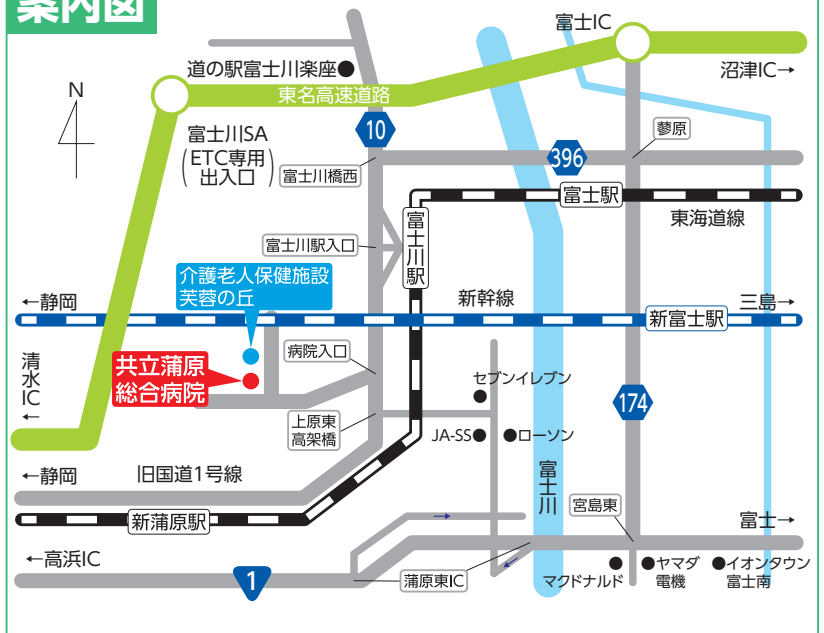 案内図
富士IC
道の駅富士川楽座
沼津IC→
東名高速道路
N
富士川SA
(ETC専用
出入口)
10
396
蓼原
富士川橋西
富士駅
東海道線
富士川駅入口
富士川駅
介護老人保健施設
芙蓉の丘
←静岡
新幹線
三島→
新富士駅
共立蒲原
総合病院
病院入口
清水IC
←
セブンイレブン
174
上原東
高架橋
JA-SS
ローソン
←静岡
旧国道1号線
富士川
新蒲原駅
宮島東
富士→
←高浜IC
1
蒲原東IC
マクドナルド
ヤマダ
電機
イオンタウン
富士南